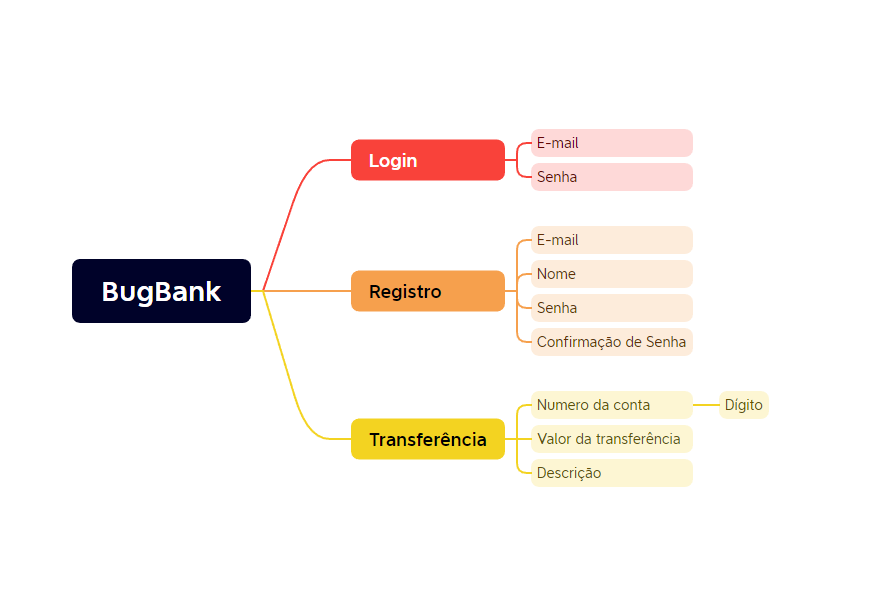 BugBank
Login
E-mail
Senha
Registro
E-mail
Nome
Senha
Confirmação de Senha
Transferência
Numero da conta
Dígito
Valor da transferência
Descrição